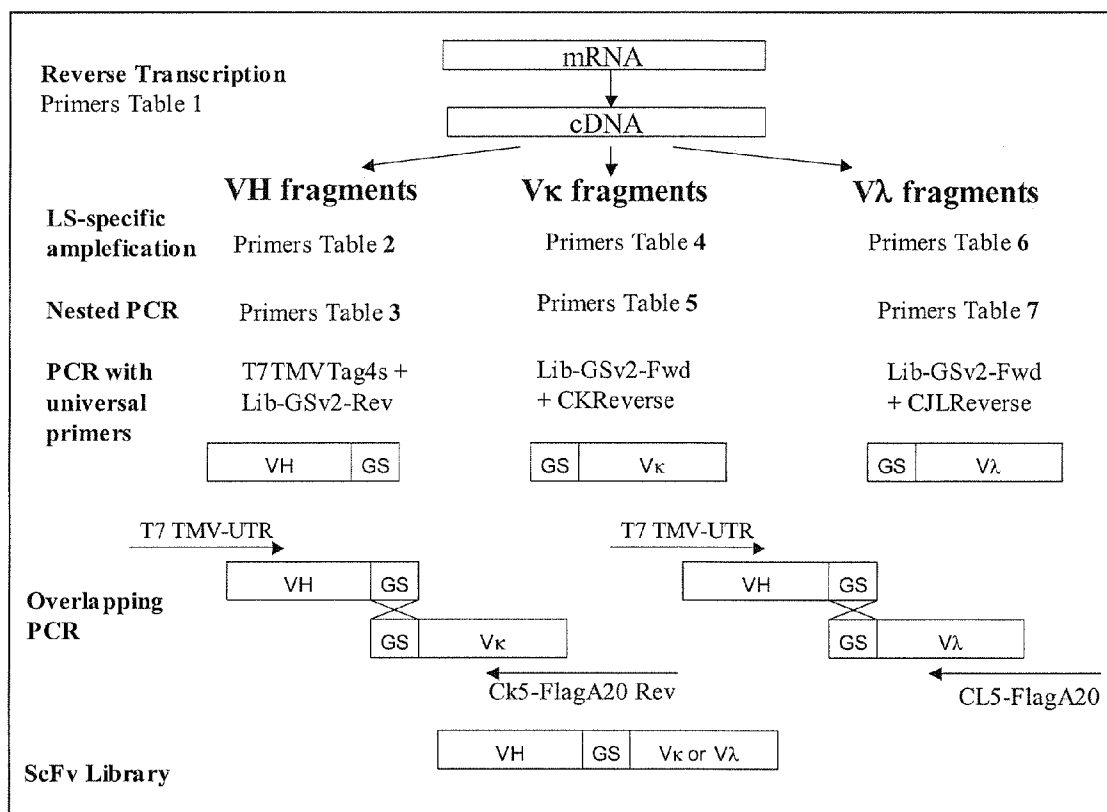 mRNA
Reverse Transcription
Primers Table 1
cDNA
VH fragments
Vκ fragments
Vλ fragments
LS-specific
amplefication
Primers Table 2
Primers Table 4
Primers Table 6
Nested PCR
Primers Table 3
Primers Table 5
Primers Table 7
PCR with
universal
primers
T7TMVTag4s +
Lib-GSv2-Rev
Lib-GSv2-Fwd
+ CKReverse
Lib-GSv2-Fwd
+ CJLReverse
VH GS
GS Vκ
GS Vλ
T7 TMV-UTR
T7 TMV-UTR
VH GS
VH GS
Overlapping
PCR
GS Vκ
GS Vλ
Ck5-FlagA20 Rev
CL5-FlagA20
VH GS Vκ or Vλ
ScFv Library